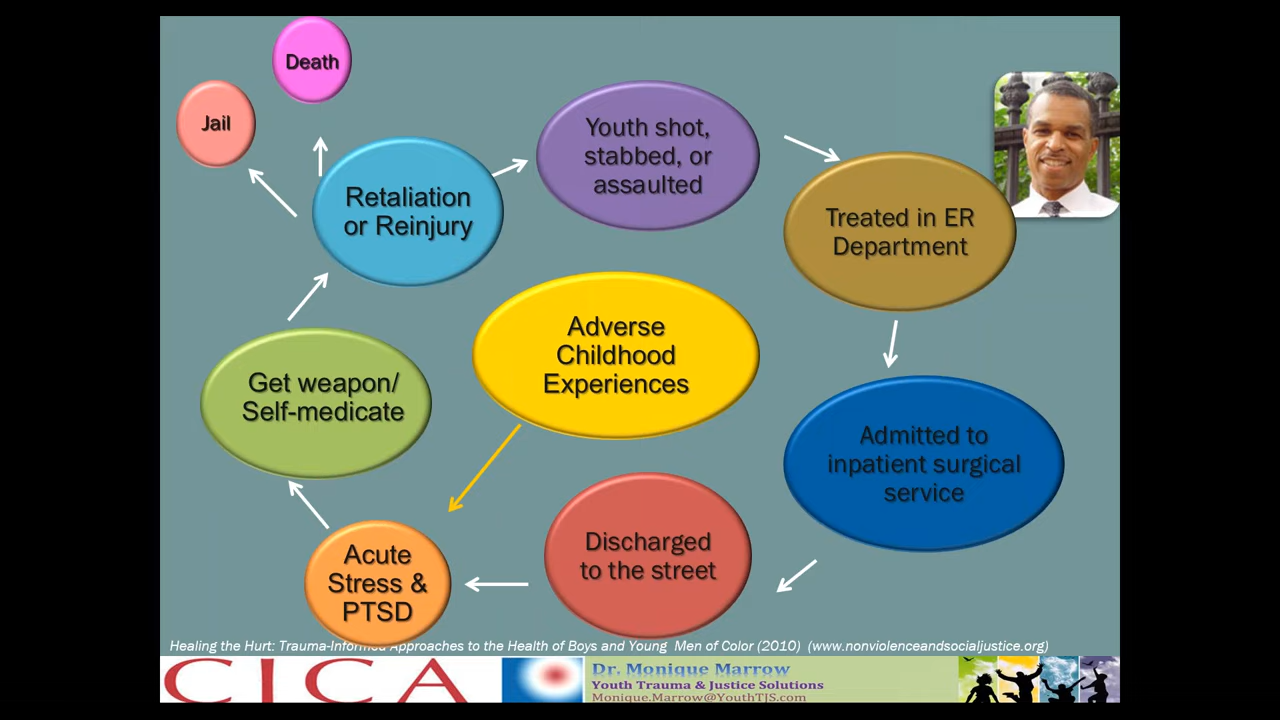 Death
Jail
Youth shot,
stabbed, or
assaulted
Retaliation
or Reinjury
Treated in ER
Department
Adverse
Childhood
Experiences
Get weapon/
Self-medicate
Admitted to
inpatient surgical
service
Discharged
to the street
Acute
Stress &
PTSD
Healing the Hurt: Trauma-Informed Approaches to the Health of Boys and Young Men of Color (2010) (www.nonviolenceandsocialjustice.org)
CICA
Dr. Monique Marrow
Youth Trauma & Justice Solutions
Monique.Marrow@YouthTJS.com